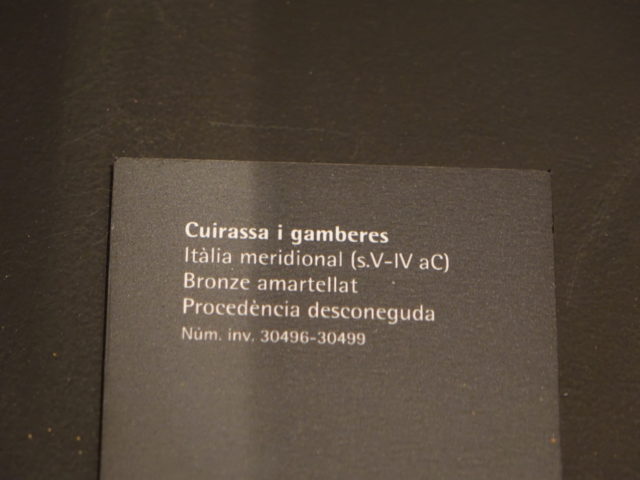 Cuirassa i gamberes
Itàlia meridional (s.V-IV aC)
Bronze amartellat
Procedència desconeguda
Núm. inv. 30496-30499